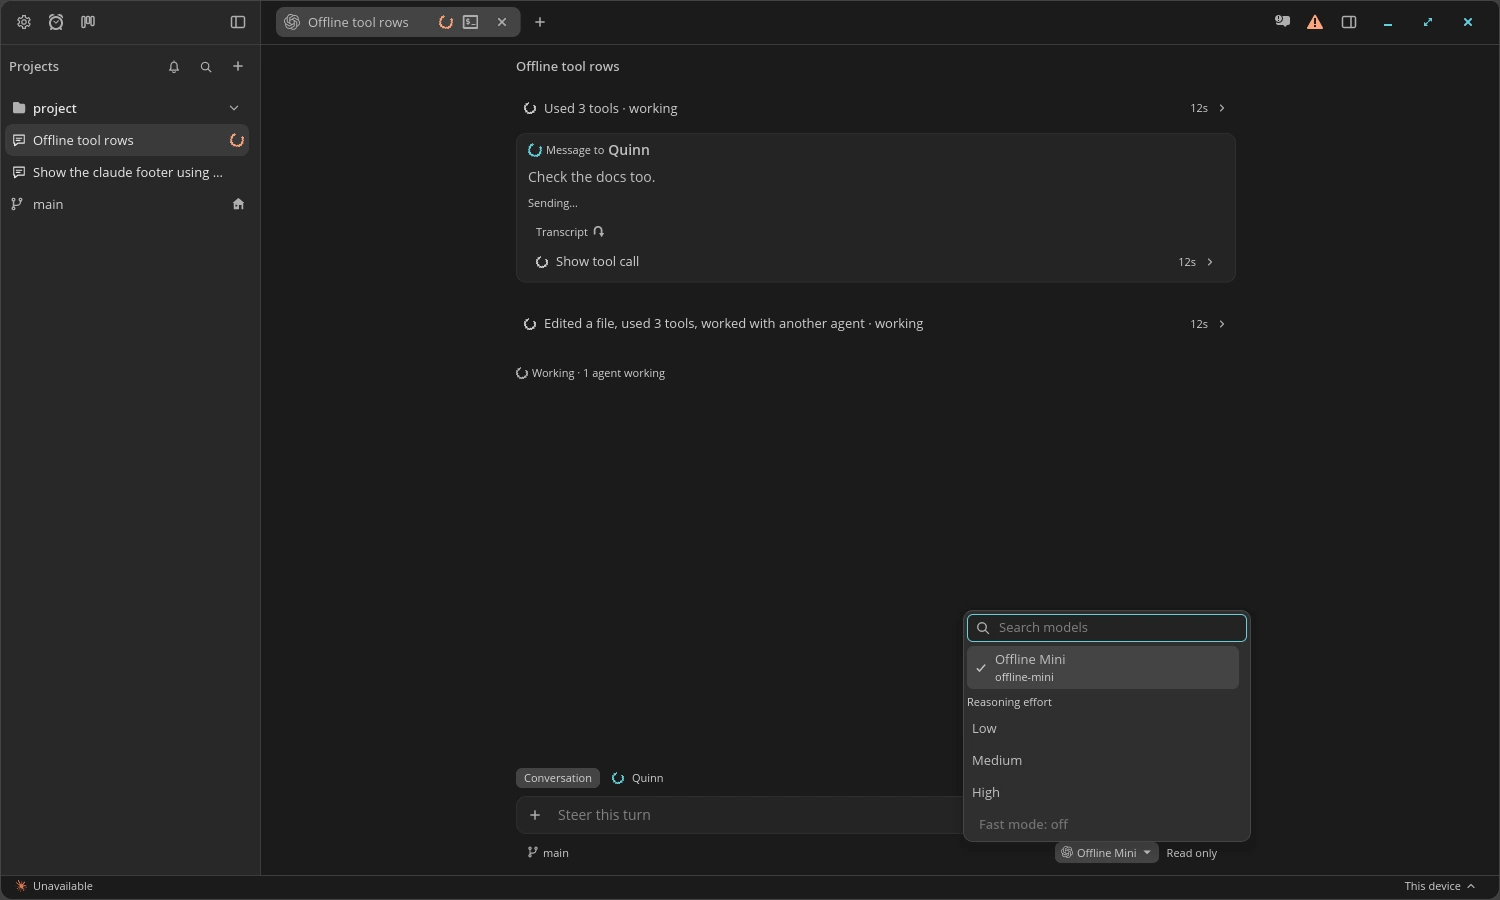 Offline tool rows
Projects
project
Offline tool rows
Show the claude footer using ...
main
Offline tool rows
Used 3 tools · working
12s
Message to Quinn
Check the docs too.
Sending...
Transcript
Show tool call
12s
Edited a file, used 3 tools, worked with another agent · working
12s
Working · 1 agent working
Search models
Offline Mini
offline-mini
Reasoning effort
Low
Medium
High
Fast mode: off
Conversation
Quinn
Steer this turn
main
Offline Mini
Read only
Unavailable
This device